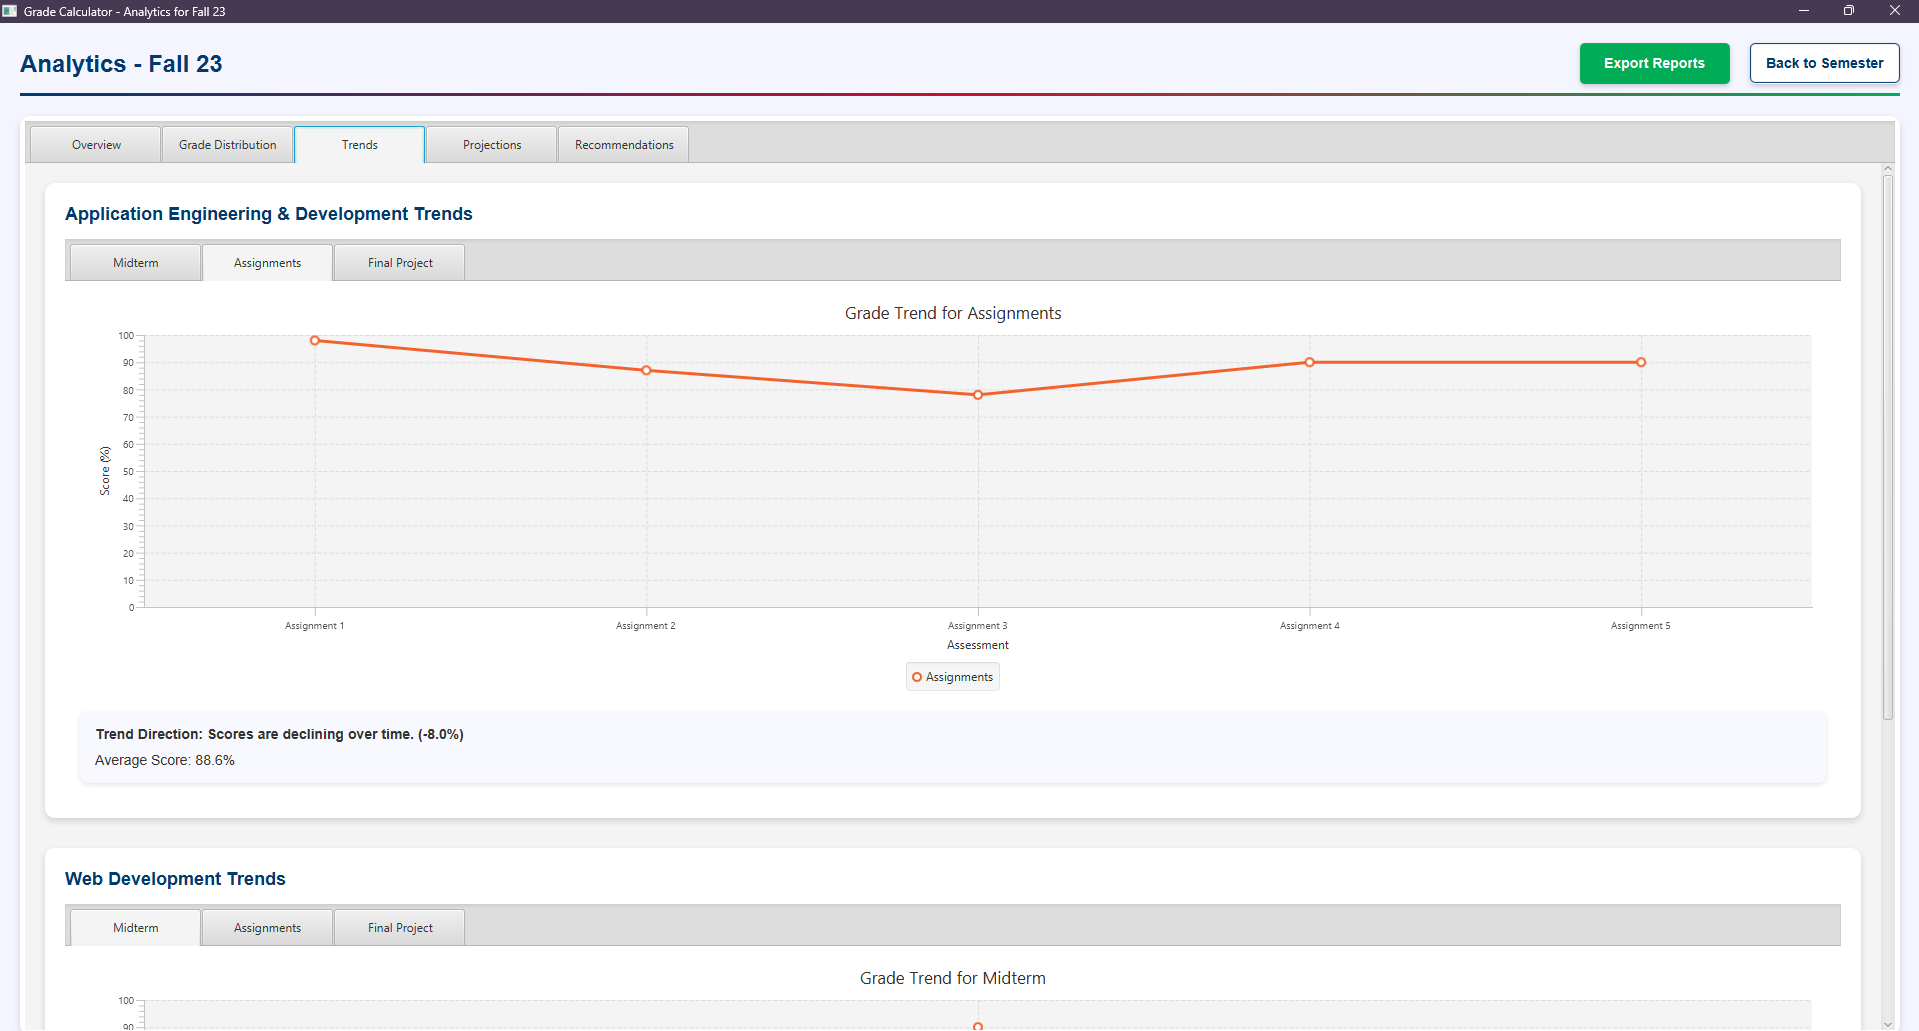 Grade Calculator - Analytics for Fall 23
Analytics - Fall 23
Export Reports
Back to Semester
Overview
Grade Distribution
Trends
Projections
Recommendations
Application Engineering & Development Trends
Midterm
Assignments
Final Project
Grade Trend for Assignments
100
90
80
70
60
50
40
30
20
10
0
Score (%)
Assignment 1
Assignment 2
Assignment 3
Assignment 4
Assignment 5
Assessment
Assignments
Trend Direction: Scores are declining over time. (-8.0%)
Average Score: 88.6%
Web Development Trends
Midterm
Assignments
Final Project
Grade Trend for Midterm
100
90